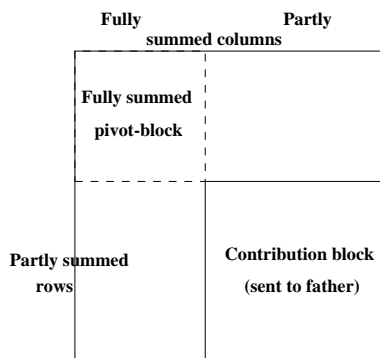 Fully Partly
summed columns
Fully summed
pivot-block
Partly summed
rows
Contribution block
(sent to father)